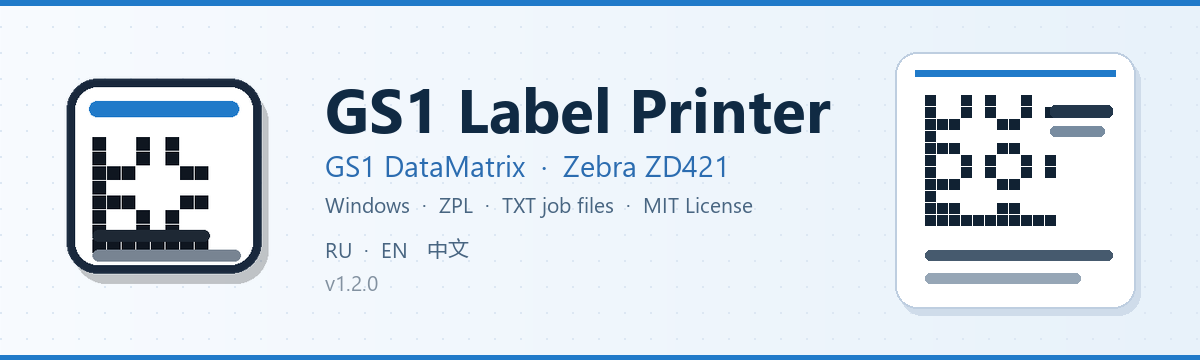 GS1 Label Printer
GS1 DataMatrix · Zebra ZD421
Windows · ZPL · TXT job files · MIT License
RU · EN 中文
v1.2.0